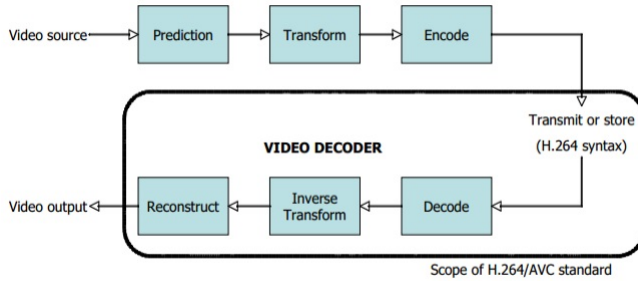 Video source
Prediction
Transform
Encode
Transmit or store
(H.264 syntax)
VIDEO DECODER
Video output
Reconstruct
Inverse
Transform
Decode
Scope of H.264/AVC standard